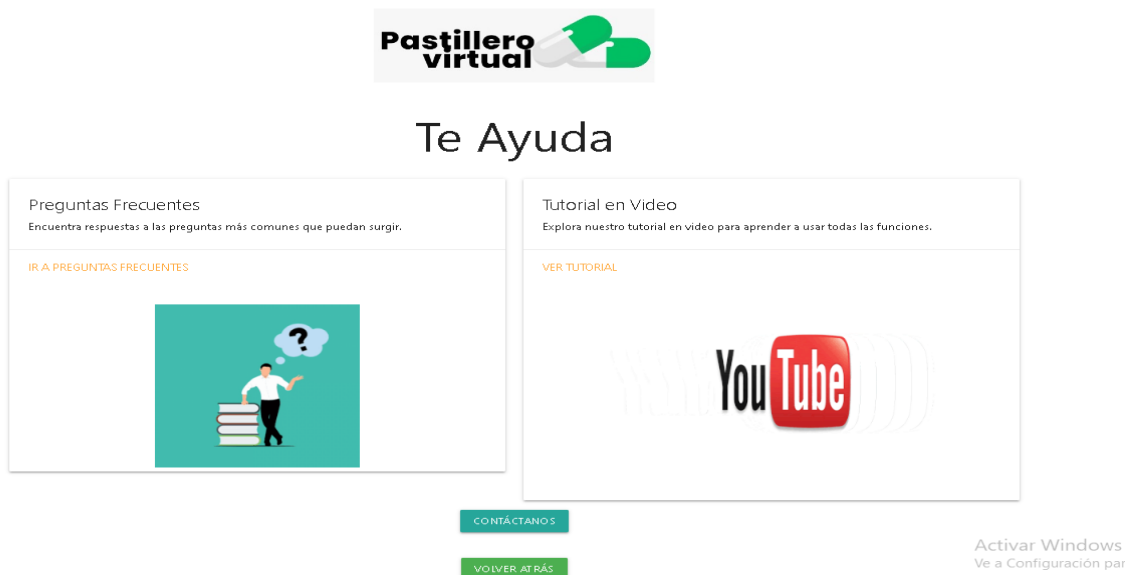 Pastillero
virtual
Te Ayuda
Preguntas Frecuentes
Encuentra respuestas a las preguntas más comunes que puedan surgir.
IR A PREGUNTAS FRECUENTES
?
Tutorial en Video
Explora nuestro tutorial en video para aprender a usar todas las funciones.
VER TUTORIAL
YouTube
CONTÁCTANOS
VOLVER ATRÁS
Activar Windows
Ve a Configuración par